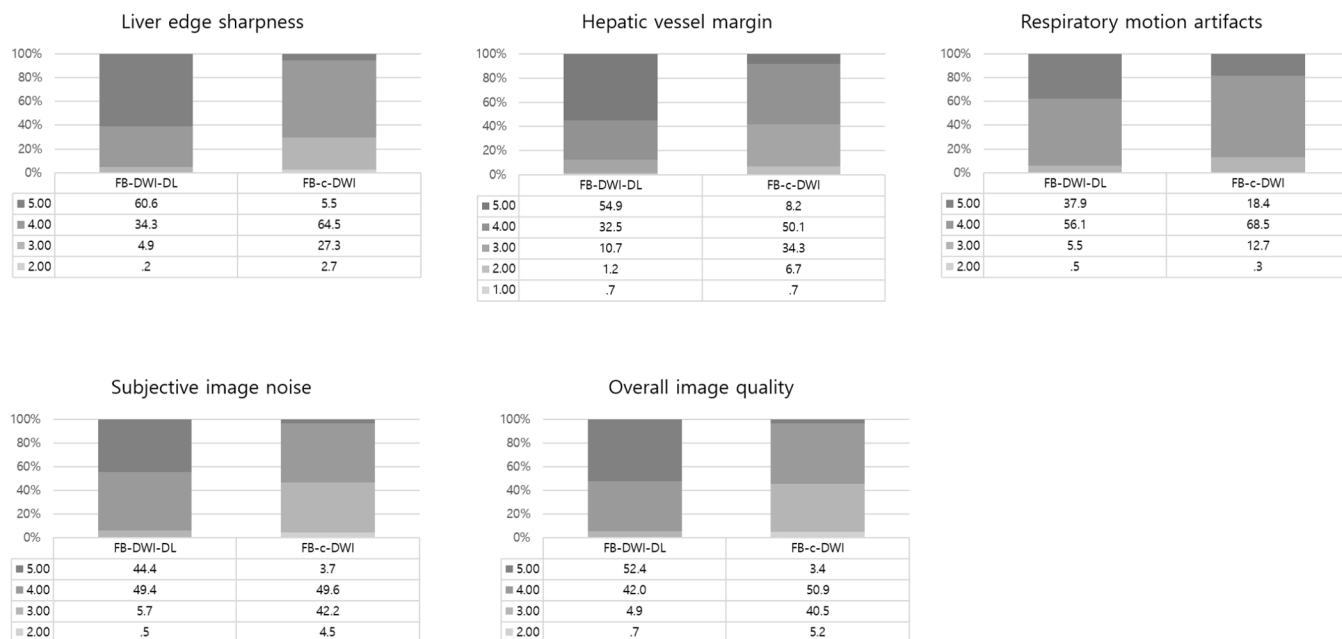 Liver edge sharpness
100%
80%
60%
40%
20%
0%
FB-DWI-DL FB-c-DWI
5.00 60.6 5.5
4.00 34.3 64.5
3.00 4.9 27.3
2.00 .2 2.7
Hepatic vessel margin
100%
80%
60%
40%
20%
0%
FB-DWI-DL FB-c-DWI
5.00 54.9 8.2
4.00 32.5 50.1
3.00 10.7 34.3
2.00 1.2 6.7
1.00 .7 .7
Respiratory motion artifacts
100%
80%
60%
40%
20%
0%
FB-DWI-DL FB-c-DWI
5.00 37.9 18.4
4.00 56.1 68.5
3.00 5.5 12.7
2.00 .5 .3
Subjective image noise
100%
80%
60%
40%
20%
0%
FB-DWI-DL FB-c-DWI
5.00 44.4 3.7
4.00 49.4 49.6
3.00 5.7 42.2
2.00 .5 4.5
Overall image quality
100%
80%
60%
40%
20%
0%
FB-DWI-DL FB-c-DWI
5.00 52.4 3.4
4.00 42.0 50.9
3.00 4.9 40.5
2.00 .7 5.2